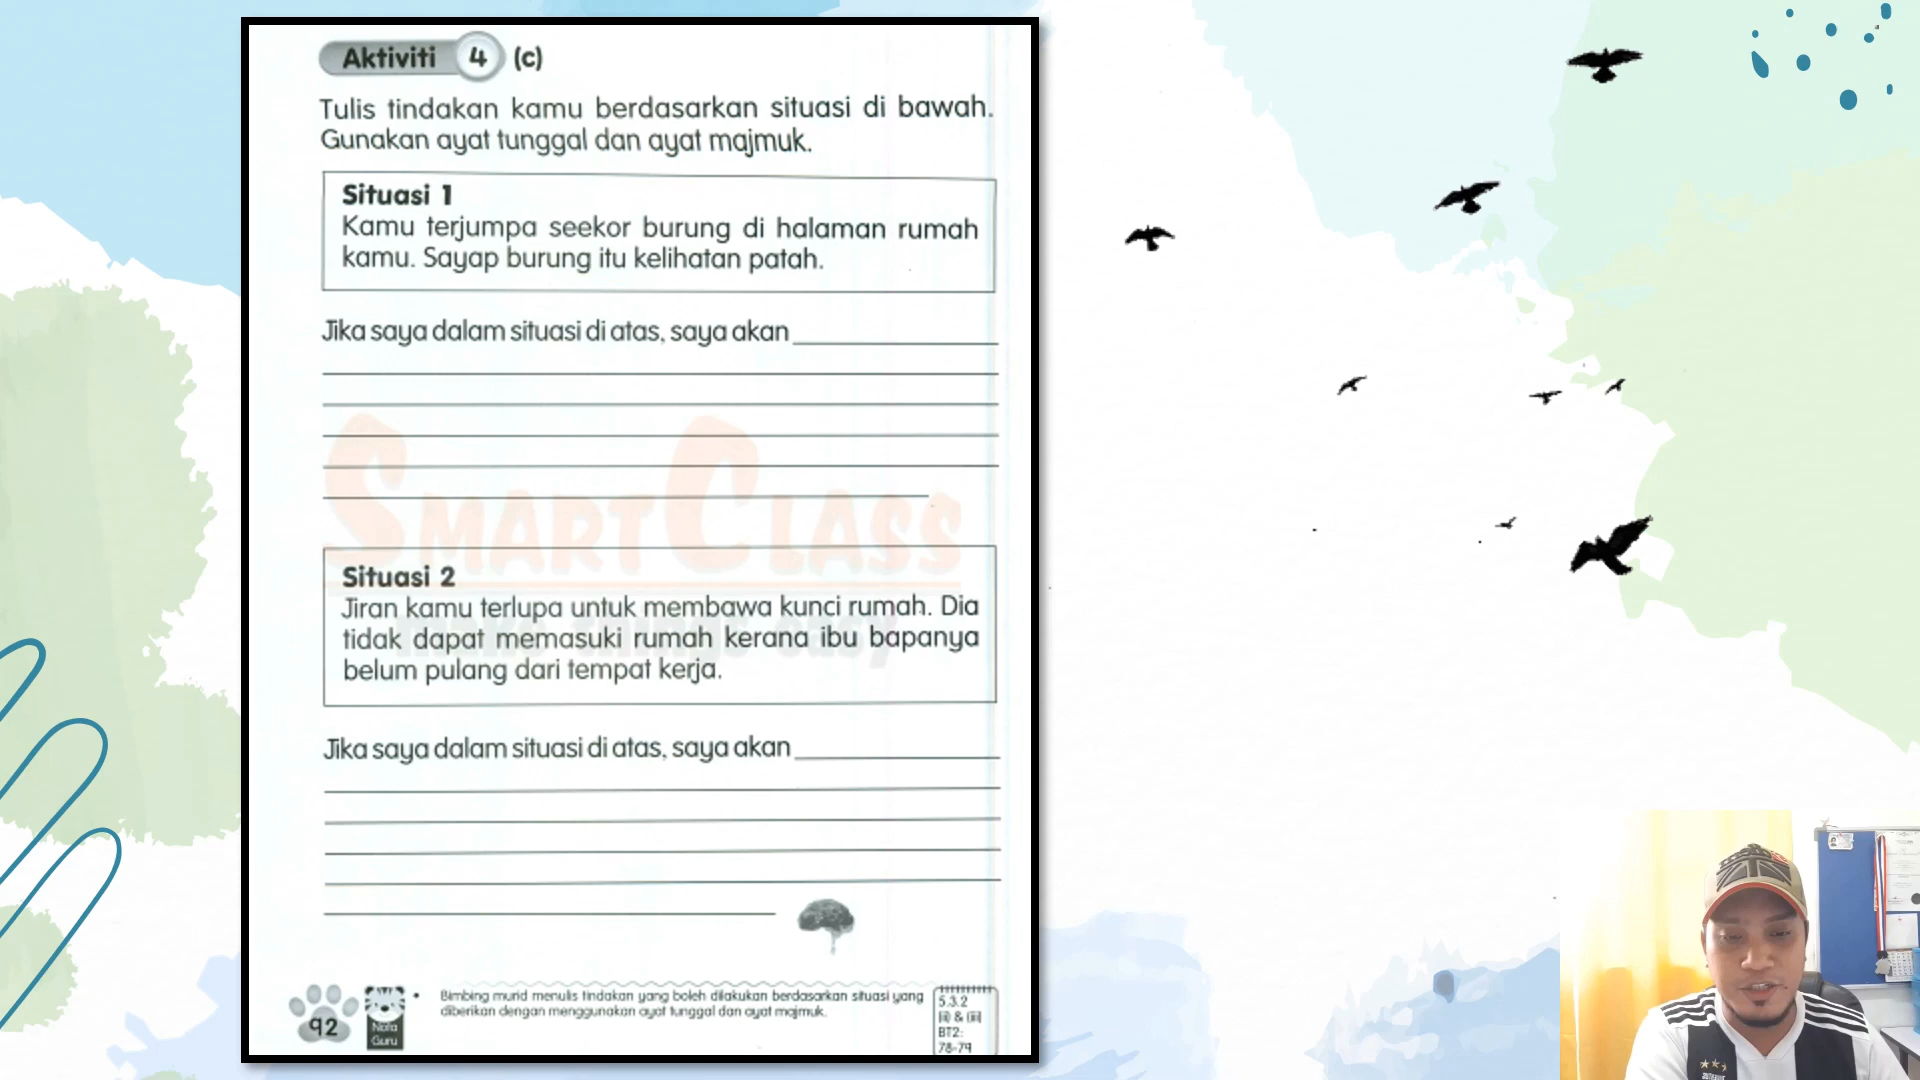 Aktiviti 4 (c)
Tulis tindakan kamu berdasarkan situasi di bawah.
Gunakan ayat tunggal dan ayat majmuk.
Situasi 1
Kamu terjumpa seekor burung di halaman rumah
kamu. Sayap burung itu kelihatan patah.
Jika saya dalam situasi di atas, saya akan
SMARTCLASS
Situasi 2
Jiran kamu terlupa untuk membawa kunci rumah. Dia
tidak dapat memasuki rumah kerana ibu bapanya
belum pulang dari tempat kerja.
Jika saya dalam situasi di atas, saya akan
92
Nota
Guru
• Bimbing murid menulis tindakan yang boleh dilakukan berdasarkan situasi yang
diberikan dengan menggunakan ayat tunggal dan ayat majmuk.
5.3.2
(ii) & (iii)
BT2:
78-79